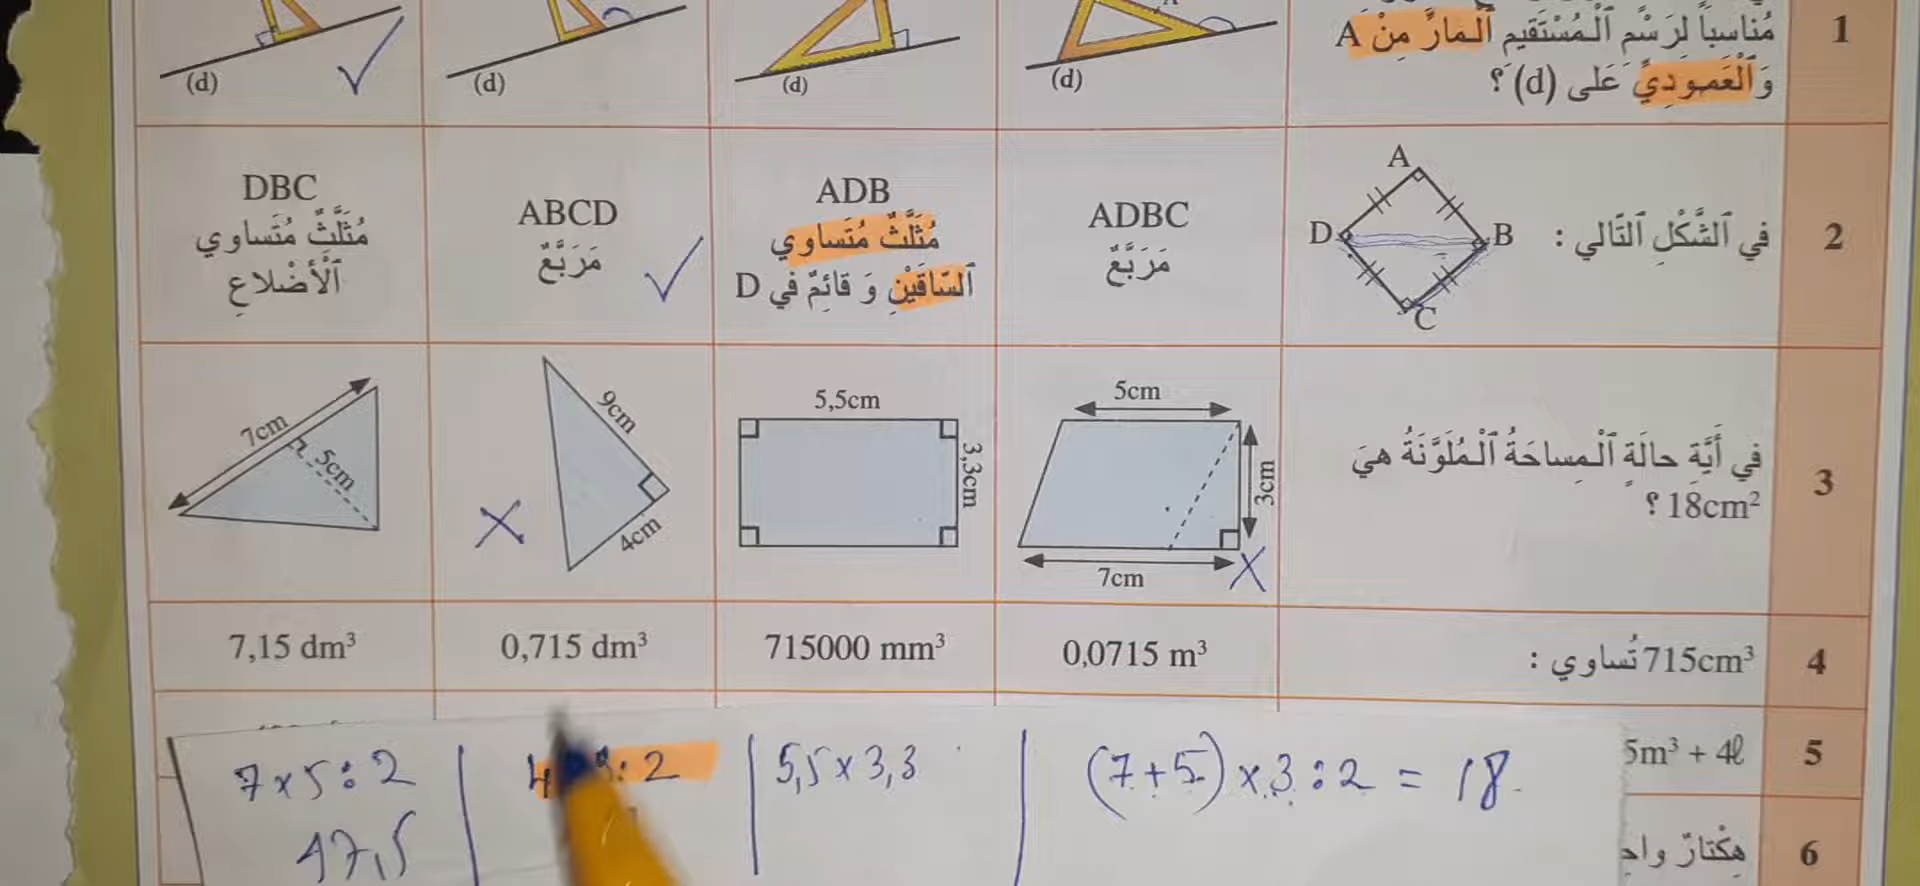 1
مُناسِباً لِرَسْمِ ٱلْمُسْتَقيمِ ٱلْمارِّ مِنْ A
وَٱلْعَمودِيِّ عَلى (d) ؟
(d)
(d)
(d)
(d)
2
في ٱلشَّكْلِ ٱلتّالي :
A
D
B
C
ADBC
مَرَبَّعٌ
ADB
مُثَلَّثٌ مُتَساوي
ٱلسّاقَيْنِ وَ قائِمٌ في D
ABCD
مَرَبَّعٌ
DBC
مُثَلَّثٌ مُتَساوي
ٱلْأَضْلاعِ
3
في أَيَّةِ حالَةٍ ٱلْمِساحَةُ ٱلْمُلَوَّنَةُ هِيَ
18cm² ؟
5cm
3cm
7cm
5,5cm
3,3cm
9cm
4cm
7cm
5cm
4
715cm³ تُساوي :
0,0715 m³
715000 mm³
0,715 dm³
7,15 dm³
5
5m³ + 4ℓ
6
هِكْتارٌ
(7+5) × 3 : 2 = 18
5,5 × 3,3
: 2
7 × 5 : 2
17,5